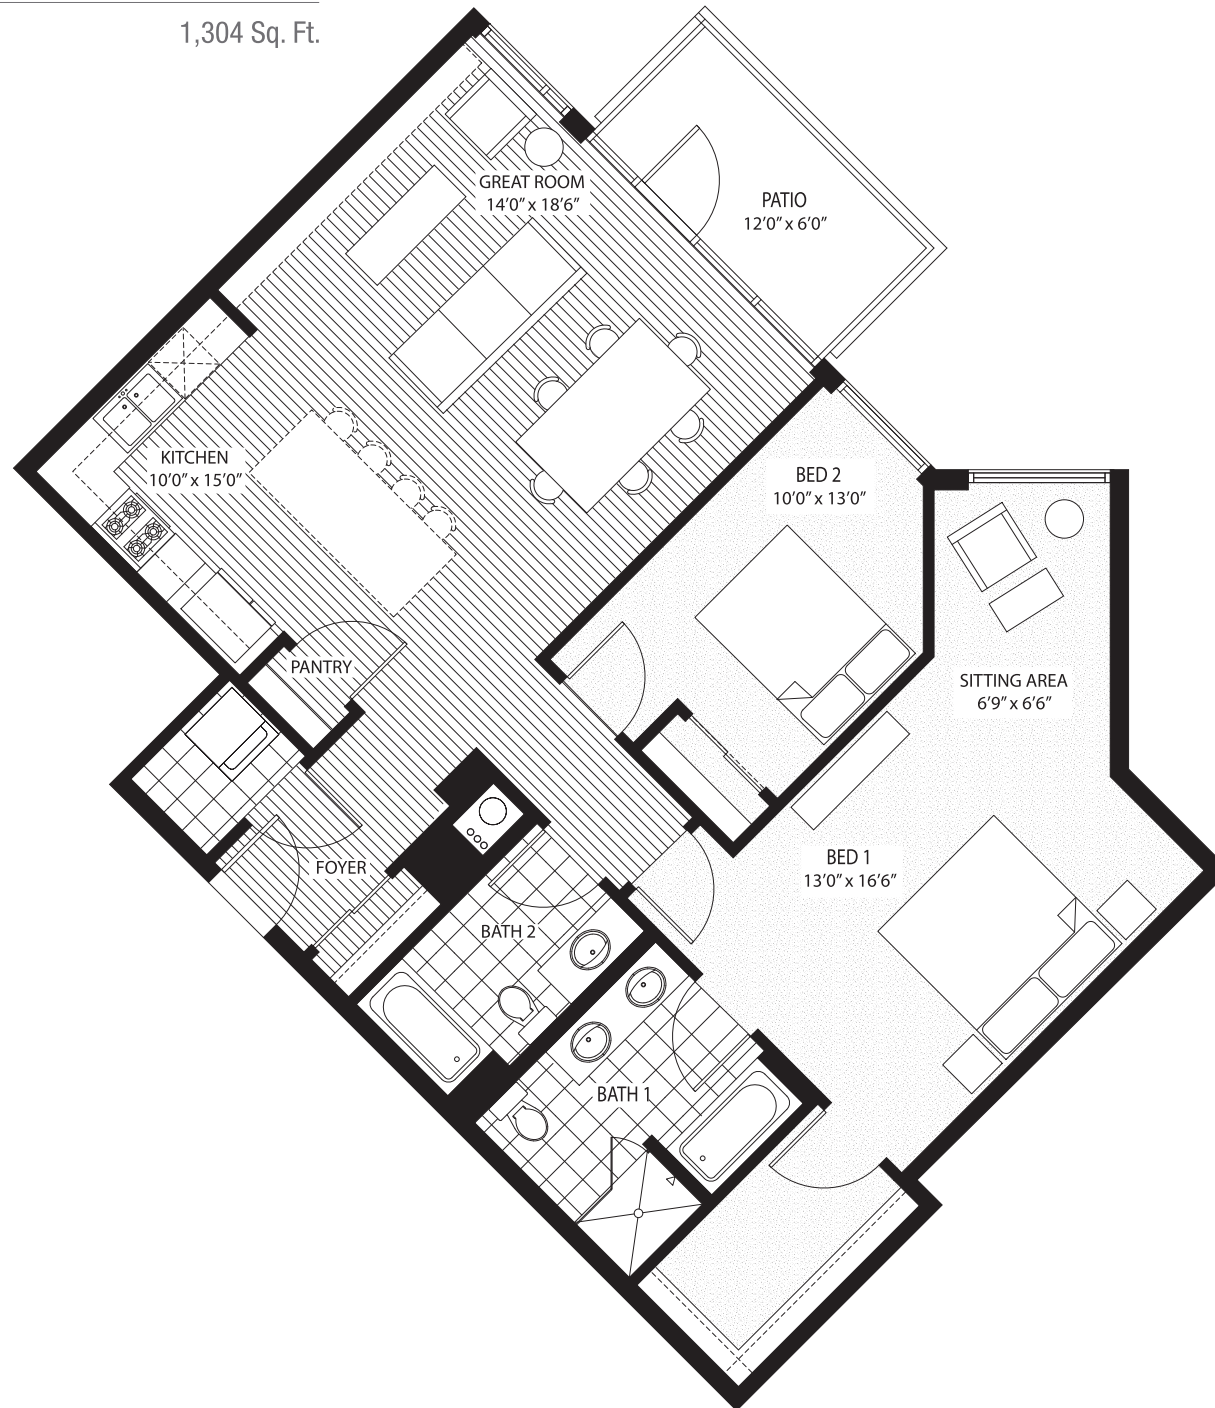 1,304 Sq. Ft.
GREAT ROOM
14’0” x 18’6”
PATIO
12’0” x 6’0”
KITCHEN
10’0” x 15’0”
BED 2
10’0” x 13’0”
PANTRY
SITTING AREA
6’9” x 6’6”
FOYER
BED 1
13’0” x 16’6”
BATH 2
BATH 1